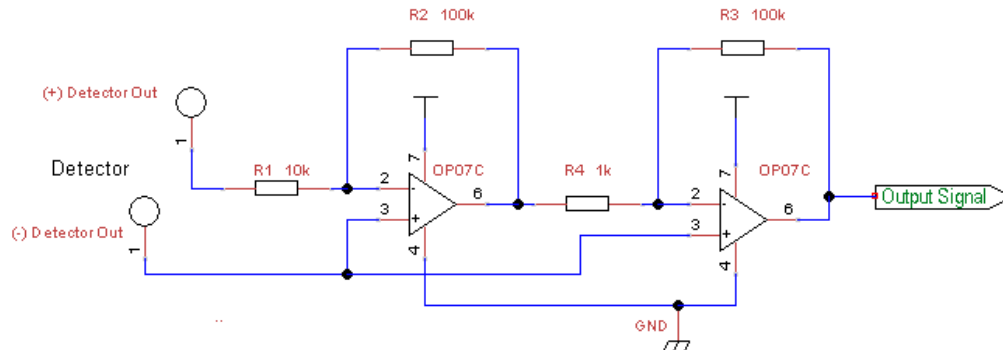 R2 100k
R3 100k
(+) Detector Out
1
Detector
R1 10k
2
3
-
+
7
4
6
OP07C
R4 1k
2
3
-
+
7
4
6
OP07C
Output Signal
(-) Detector Out
1
GND
..